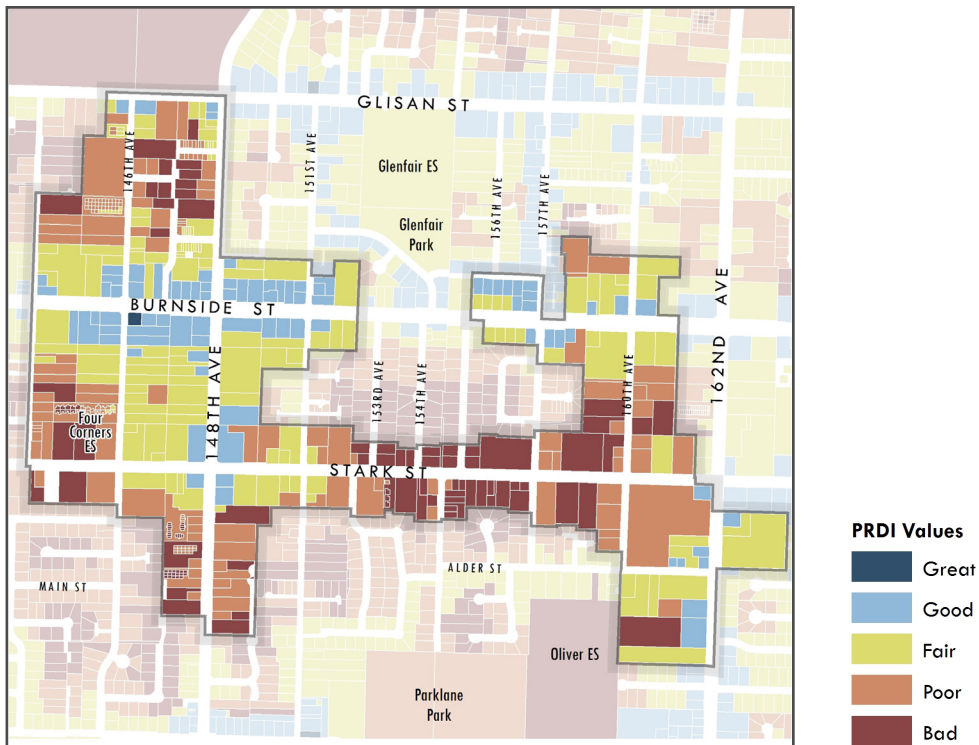 GLISAN ST
146TH AVE
151ST AVE
Glenfair ES
156TH AVE
157TH AVE
Glenfair
Park
162ND AVE
BURNSIDE ST
148TH AVE
153RD AVE
154TH AVE
160TH AVE
Four
Corners
ES
STARK ST
MAIN ST
ALDER ST
Oliver ES
Parklane
Park
PRDI Values
Great
Good
Fair
Poor
Bad